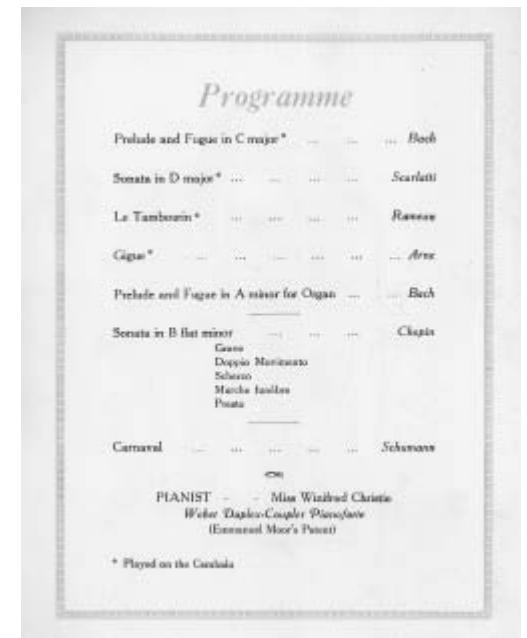 Programme
Prelude and Fugue in C major* ... ... ... Bach
Sonata in D major* ... ... ... ... Scarlatti
Le Tambourin* ... ... ... ... Rameau
Gigue* ... ... ... ... ... ... Arne
Prelude and Fugue in A minor for Organ ... ... Bach
Sonata in B flat minor ... ... ... Chopin
Grave
Doppio Movimento
Scherzo
Marche funèbre
Presto
Carnaval ... ... ... ... ... Schumann
PIANIST - - Miss Winifred Christie
Weber Duplex-Coupler Pianoforte
(Emmanuel Moor's Patent)
* Played on the Cembalo